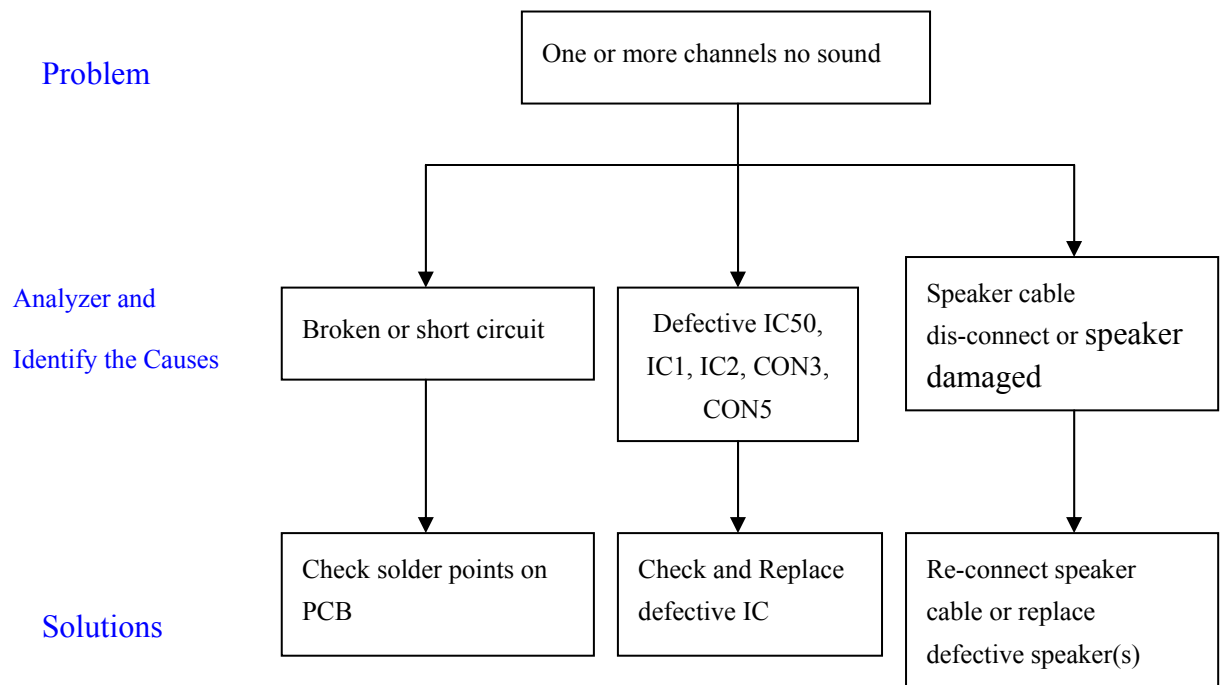 Problem
One or more channels no sound
Analyzer and
Identify the Causes
Broken or short circuit
Defective IC50,
IC1, IC2, CON3,
CON5
Speaker cable
dis-connect or speaker
damaged
Solutions
Check solder points on
PCB
Check and Replace
defective IC
Re-connect speaker
cable or replace
defective speaker(s)